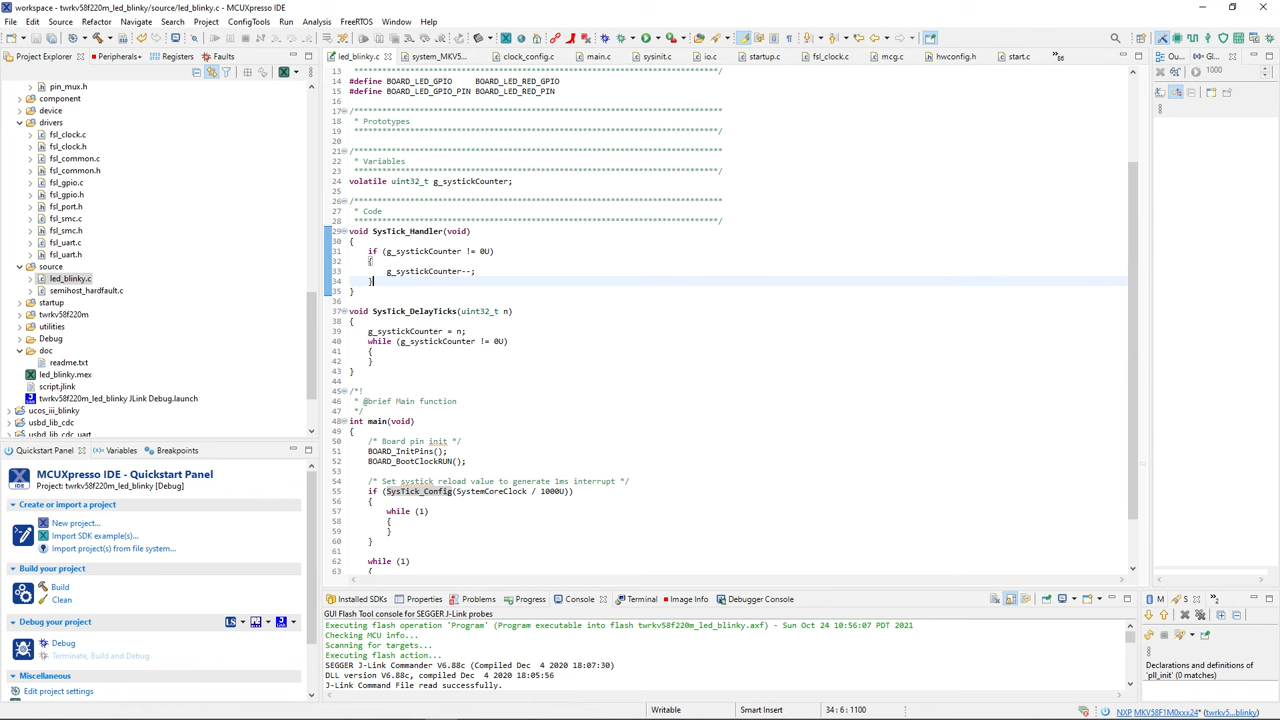 workspace - twrkv58f220m_led_blinky/source/led_blinky.c - MCUXpresso IDE
File Edit Source Refactor Navigate Search Project ConfigTools Run Analysis FreeRTOS Window Help
Project Explorer Peripherals+ Registers Faults
pin_mux.h
component
device
drivers
fsl_clock.c
fsl_clock.h
fsl_common.c
fsl_common.h
fsl_gpio.c
fsl_gpio.h
fsl_port.h
fsl_smc.c
fsl_smc.h
fsl_uart.c
fsl_uart.h
source
led_blinky.c
semihost_hardfault.c
startup
twrkv58f220m
utilities
Debug
doc
readme.txt
led_blinky.mex
script.jlink
twrkv58f220m_led_blinky JLink Debug.launch
ucos_iii_blinky
usbd_lib_cdc
usbd_lib_cdc_uart
Quickstart Panel Variables Breakpoints
IDE
MCUXpresso IDE - Quickstart Panel
Project: twrkv58f220m_led_blinky [Debug]
Create or import a project
New project...
Import SDK example(s)...
Import project(s) from file system...
Build your project
Build
Clean
Debug your project
LS
Debug
Terminate, Build and Debug
Miscellaneous
Edit project settings
led_blinky.c system_MKV5... clock_config.c main.c sysinit.c io.c startup.c fsl_clock.c mcg.c hwconfig.h start.c »86
13 *******************************************************************************/
14 #define BOARD_LED_GPIO     BOARD_LED_RED_GPIO
15 #define BOARD_LED_GPIO_PIN BOARD_LED_RED_PIN
16
17 /*******************************************************************************
18 * Prototypes
19 ******************************************************************************/
20
21 /*******************************************************************************
22 * Variables
23 ******************************************************************************/
24 volatile uint32_t g_systickCounter;
25
26 /*******************************************************************************
27 * Code
28 ******************************************************************************/
29 void SysTick_Handler(void)
30 {
31 if (g_systickCounter != 0U)
32 {
33 g_systickCounter--;
34 }
35 }
36
37 void SysTick_DelayTicks(uint32_t n)
38 {
39 g_systickCounter = n;
40 while (g_systickCounter != 0U)
41 {
42 }
43 }
44
45 /*!
46 * @brief Main function
47 */
48 int main(void)
49 {
50 /* Board pin init */
51 BOARD_InitPins();
52 BOARD_BootClockRUN();
53
54 /* Set systick reload value to generate 1ms interrupt */
55 if (SysTick_Config(SystemCoreClock / 1000U))
56 {
57 while (1)
58 {
59 }
60 }
61
62 while (1)
63 {
Installed SDKs Properties Problems Progress Console Terminal Image Info Debugger Console
GUI Flash Tool console for SEGGER J-Link probes
Executing flash operation 'Program' (Program executable into flash twrkv58f220m_led_blinky.axf) - Sun Oct 24 10:56:07 PDT 2021
Checking MCU info...
Scanning for targets...
Executing flash action...
SEGGER J-Link Commander V6.88c (Compiled Dec  4 2020 18:07:30)
DLL version V6.88c, compiled Dec  4 2020 18:05:56
J-Link Command File read successfully.
Ou... Gl...
1000
M S »2
Declarations and definitions of
'pll_init' (0 matches)
Writable Smart Insert 34 : 6 : 1100
NXP MKV58F1M0xxx24* (twrkv5...blinky)